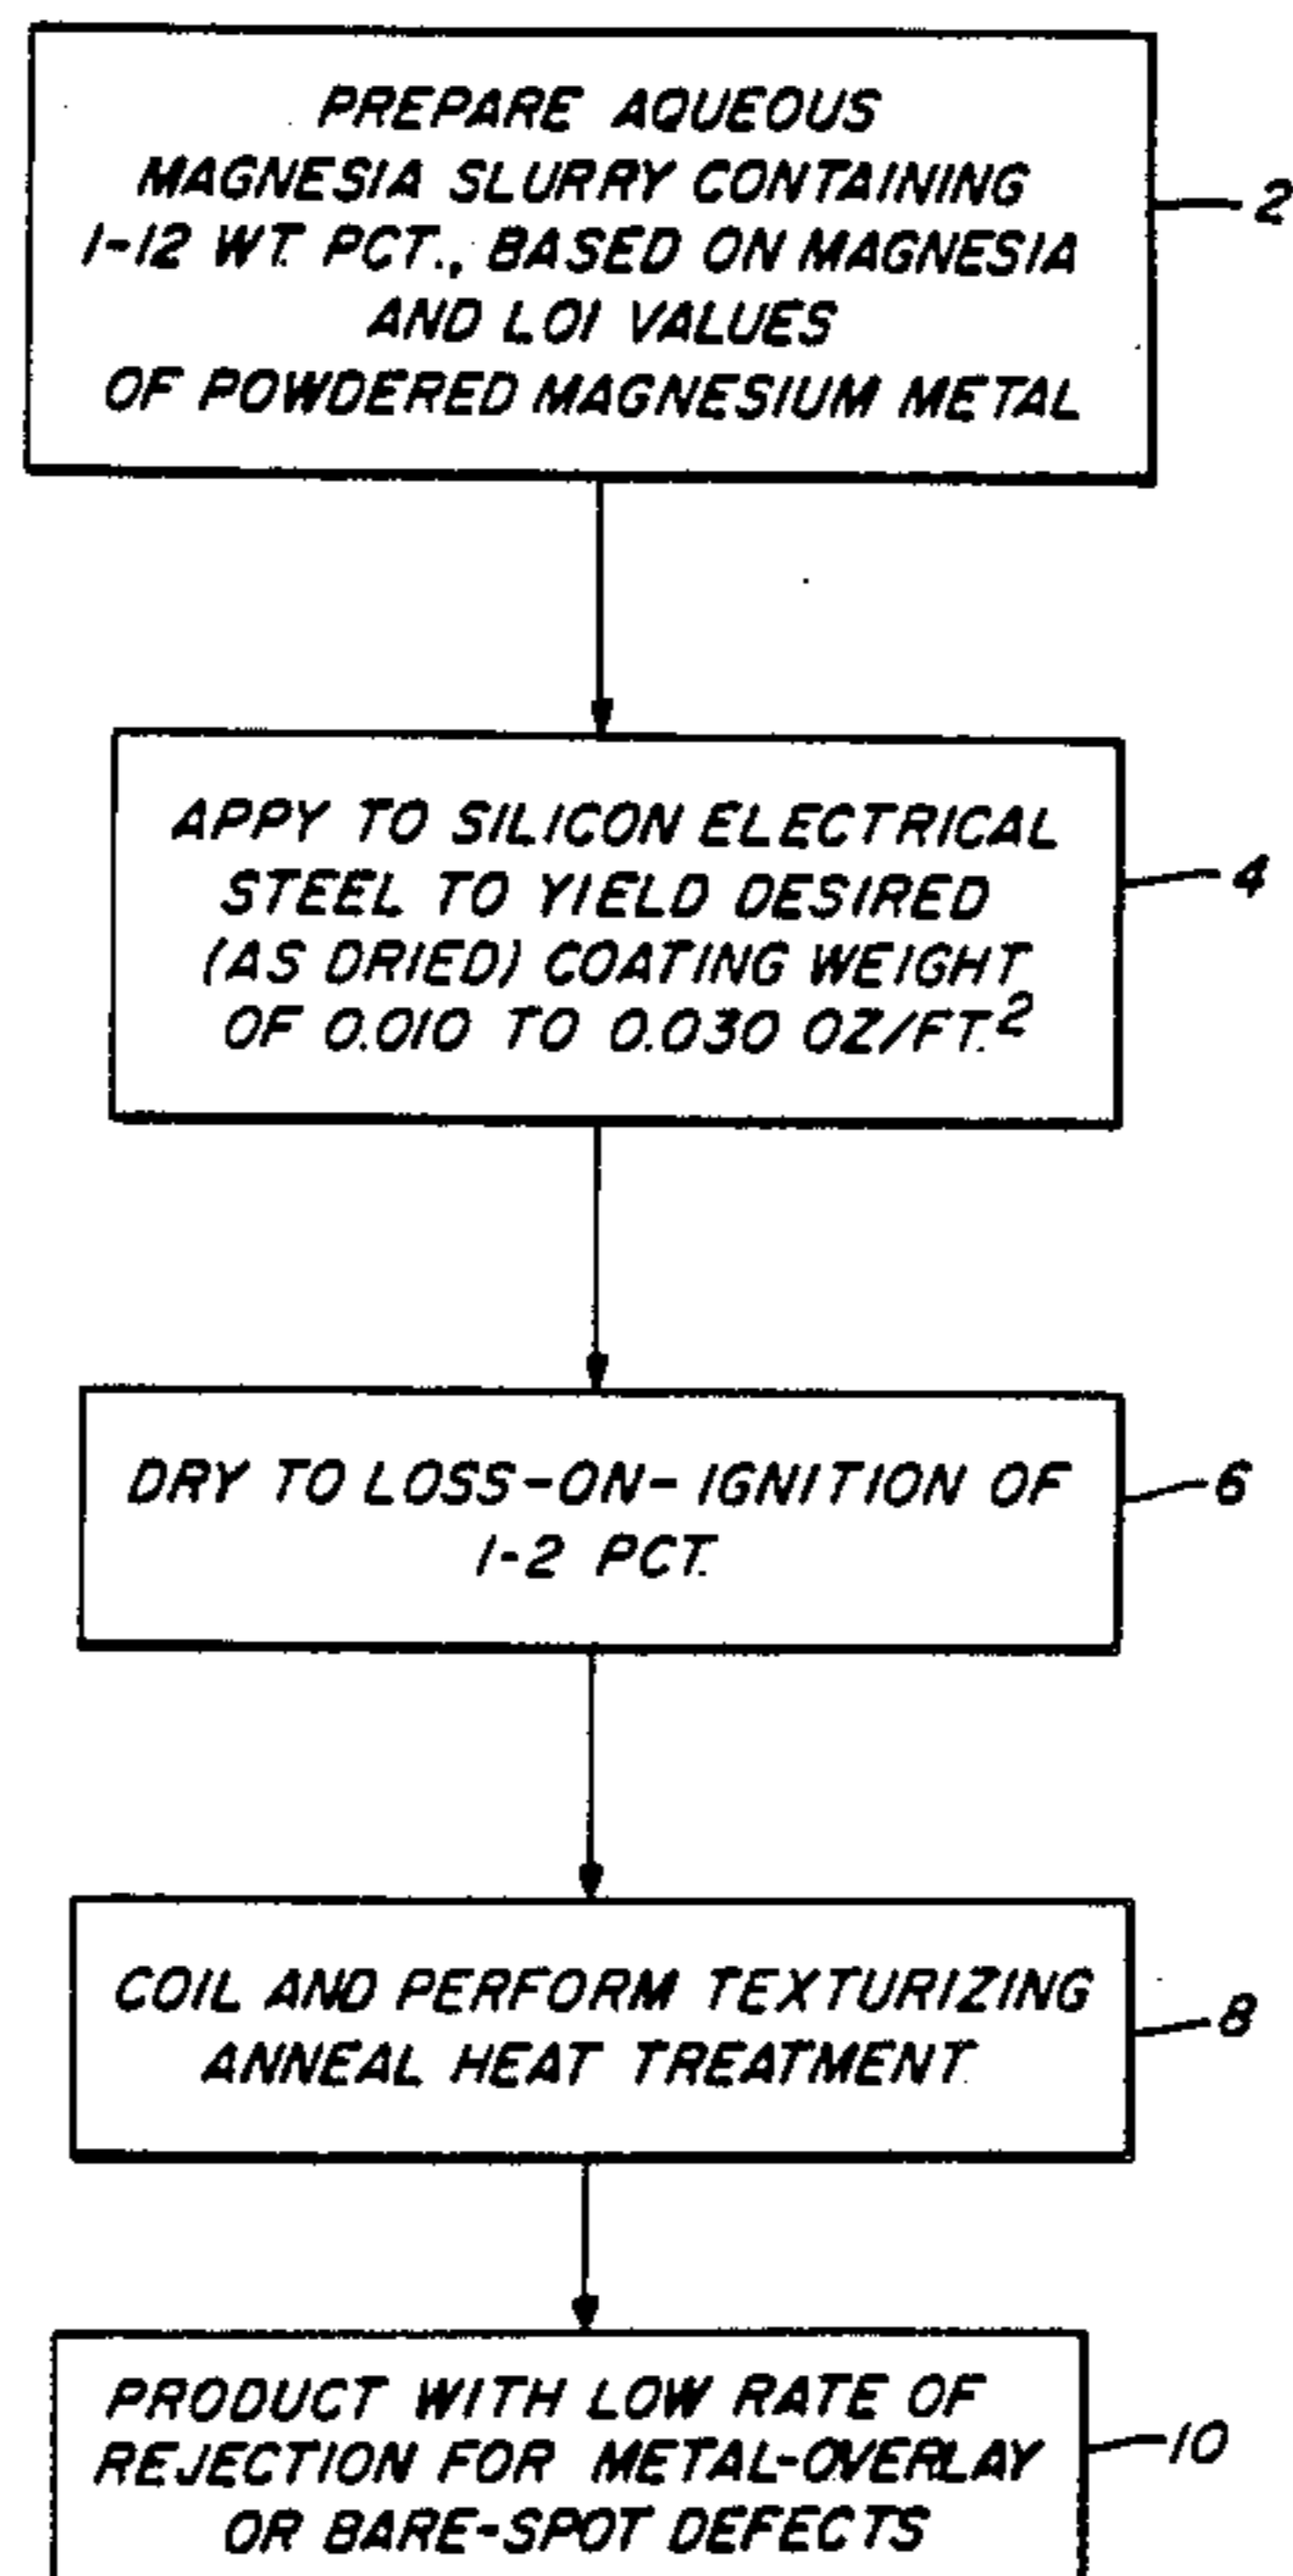 PREPARE AQUEOUS
MAGNESIA SLURRY CONTAINING
1-12 WT. PCT., BASED ON MAGNESIA
AND LOI VALUES
OF POWDERED MAGNESIUM METAL
2
APPY TO SILICON ELECTRICAL
STEEL TO YIELD DESIRED
(AS DRIED) COATING WEIGHT
OF 0.010 TO 0.030 OZ/FT.²
4
DRY TO LOSS-ON-IGNITION OF
1-2 PCT.
6
COIL AND PERFORM TEXTURIZING
ANNEAL HEAT TREATMENT
8
PRODUCT WITH LOW RATE OF
REJECTION FOR METAL-OVERLAY
OR BARE-SPOT DEFECTS
10